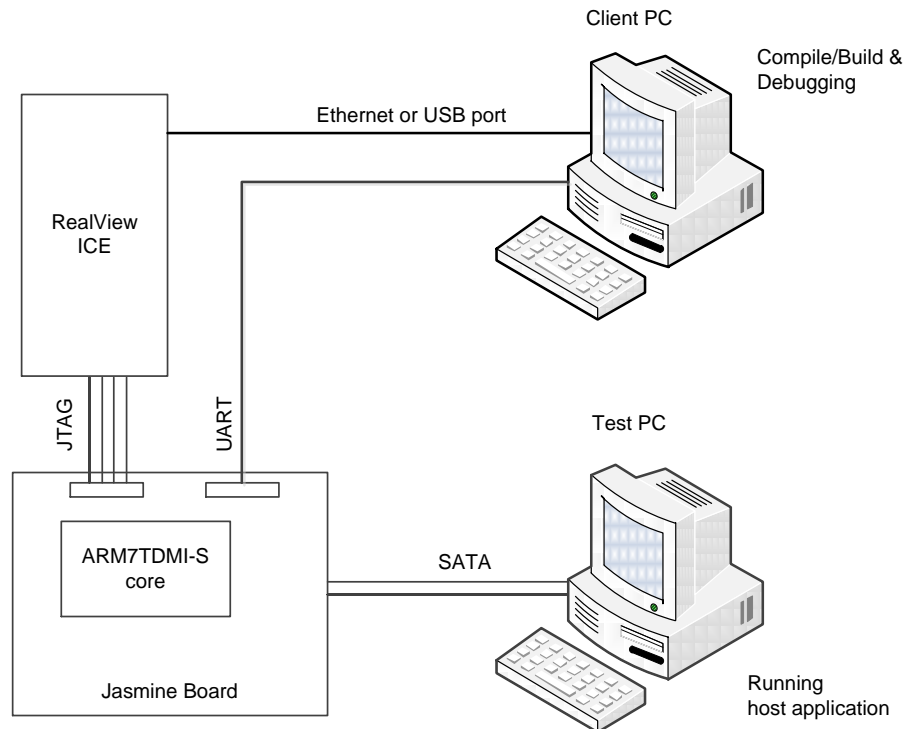 Client PC
Compile/Build &
Debugging
Ethernet or USB port
RealView
ICE
JTAG
UART
Test PC
ARM7TDMI-S
core
SATA
Jasmine Board
Running
host application